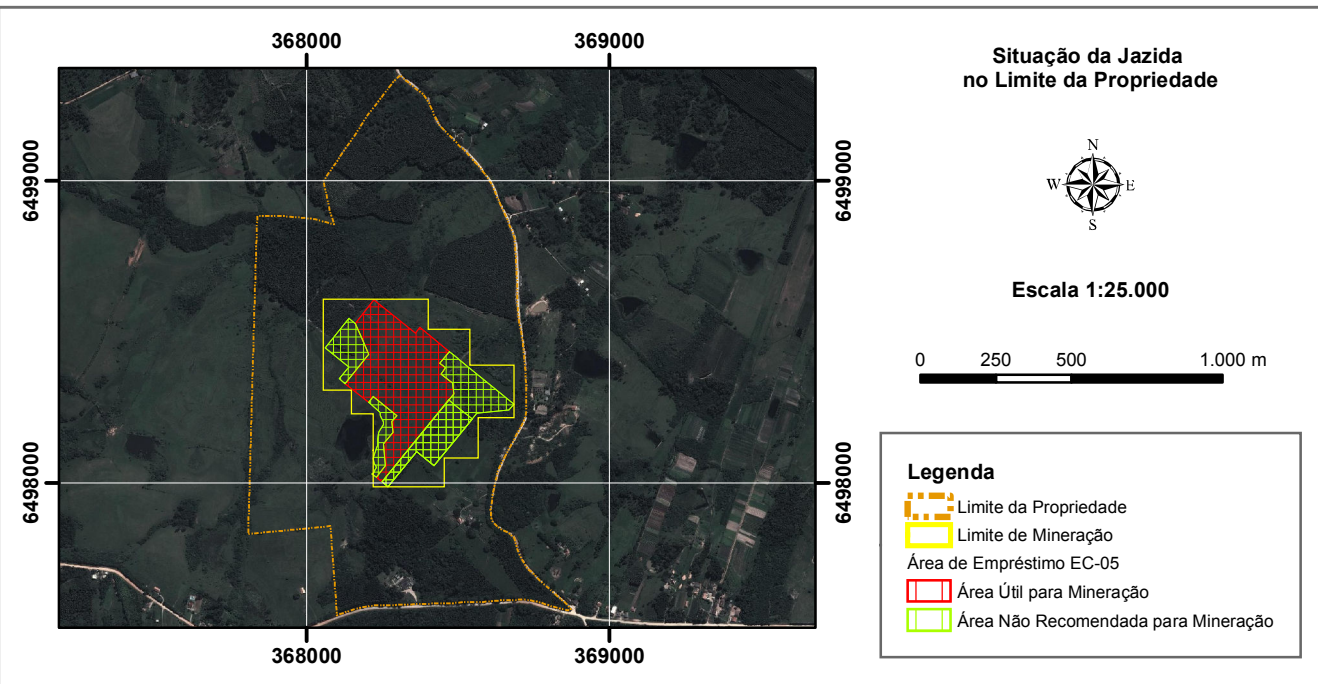 368000
369000
6499000
6499000
6498000
6498000
368000
369000
Situação da Jazida
no Limite da Propriedade
N
W
E
S
Escala 1:25.000
0 250 500 1.000 m
Legenda
Limite da Propriedade
Limite de Mineração
Área de Empréstimo EC-05
Área Útil para Mineração
Área Não Recomendada para Mineração